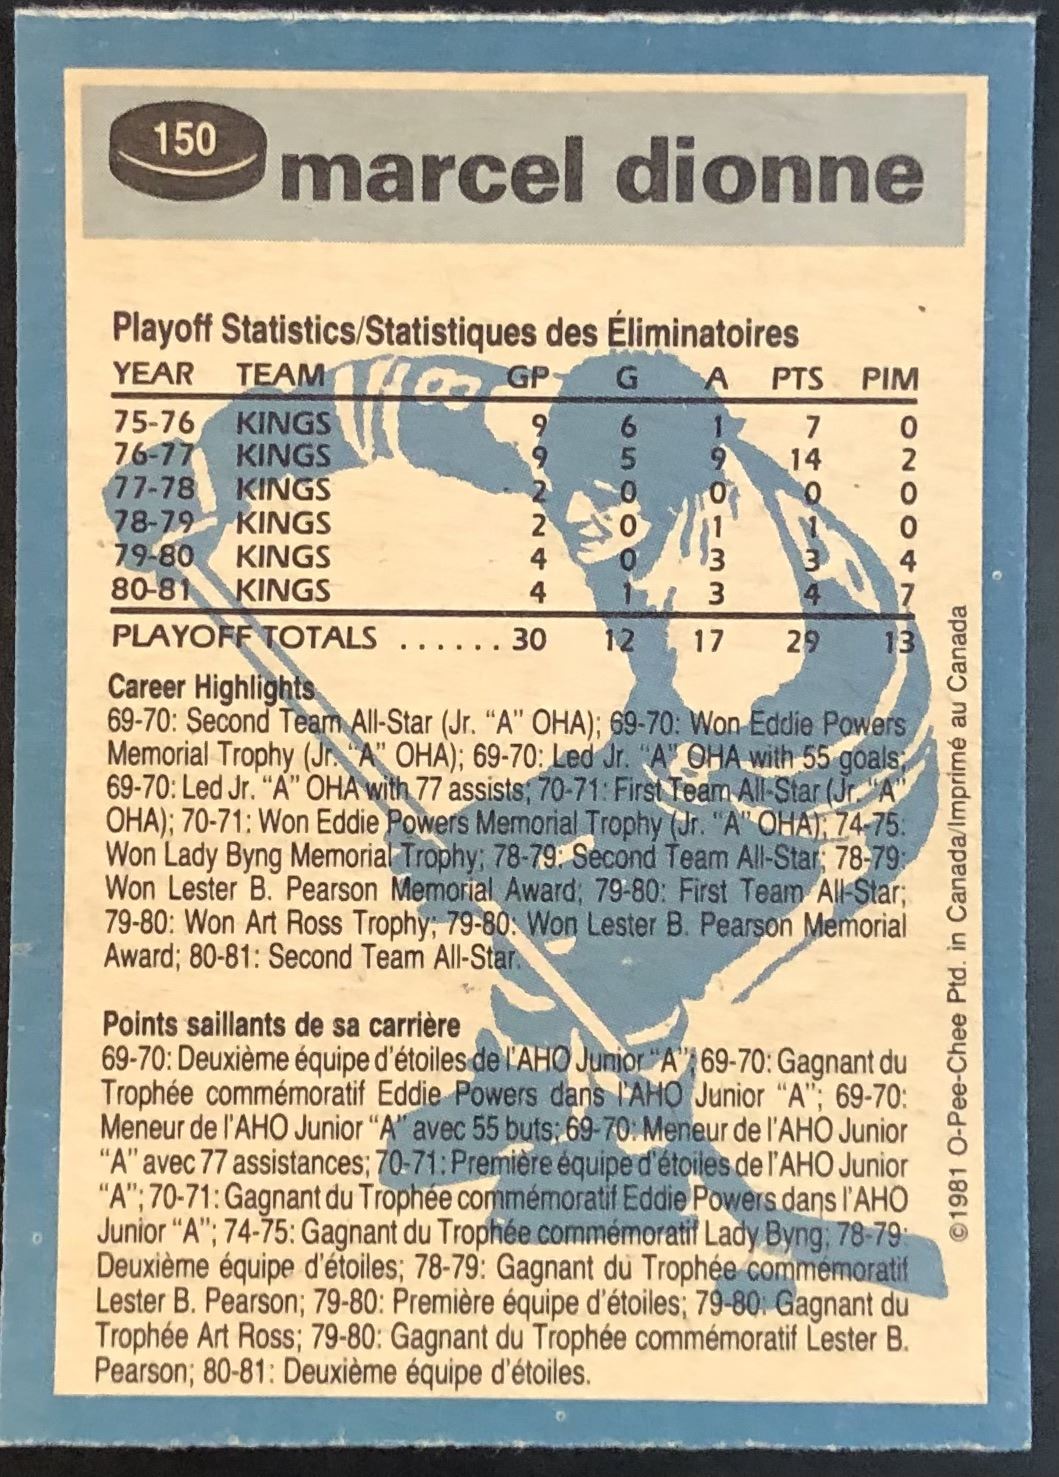 150
marcel dionne
Playoff Statistics/Statistiques des Éliminatoires
YEAR TEAM GP G A PTS PIM
75-76 KINGS 9 6 1 7 0
76-77 KINGS 9 5 9 14 2
77-78 KINGS 2 0 0 0 0
78-79 KINGS 2 0 1 1 0
79-80 KINGS 4 0 3 3 4
80-81 KINGS 4 1 3 4 7
PLAYOFF TOTALS ...... 30 12 17 29 13
Career Highlights
69-70: Second Team All-Star (Jr. “A” OHA); 69-70: Won Eddie Powers
Memorial Trophy (Jr. “A” OHA); 69-70: Led Jr. “A” OHA with 55 goals;
69-70: Led Jr. “A” OHA with 77 assists; 70-71: First Team All-Star (Jr. “A”
OHA); 70-71: Won Eddie Powers Memorial Trophy (Jr. “A” OHA); 74-75:
Won Lady Byng Memorial Trophy; 78-79: Second Team All-Star; 78-79:
Won Lester B. Pearson Memorial Award; 79-80: First Team All-Star;
79-80: Won Art Ross Trophy; 79-80: Won Lester B. Pearson Memorial
Award; 80-81: Second Team All-Star.
Points saillants de sa carrière
69-70: Deuxième équipe d'étoiles de l'AHO Junior “A”; 69-70: Gagnant du
Trophée commémoratif Eddie Powers dans l'AHO Junior “A”; 69-70:
Meneur de l'AHO Junior “A” avec 55 buts; 69-70: Meneur de l'AHO Junior
“A” avec 77 assistances; 70-71: Première équipe d'étoiles de l'AHO Junior
“A”; 70-71: Gagnant du Trophée commémoratif Eddie Powers dans l'AHO
Junior “A”; 74-75: Gagnant du Trophée commémoratif Lady Byng; 78-79:
Deuxième équipe d'étoiles; 78-79: Gagnant du Trophée commémoratif
Lester B. Pearson; 79-80: Première équipe d'étoiles; 79-80: Gagnant du
Trophée Art Ross; 79-80: Gagnant du Trophée commémoratif Lester B.
Pearson; 80-81: Deuxième équipe d'étoiles.
©1981 O-Pee-Chee Ptd. in Canada/Imprimé au Canada